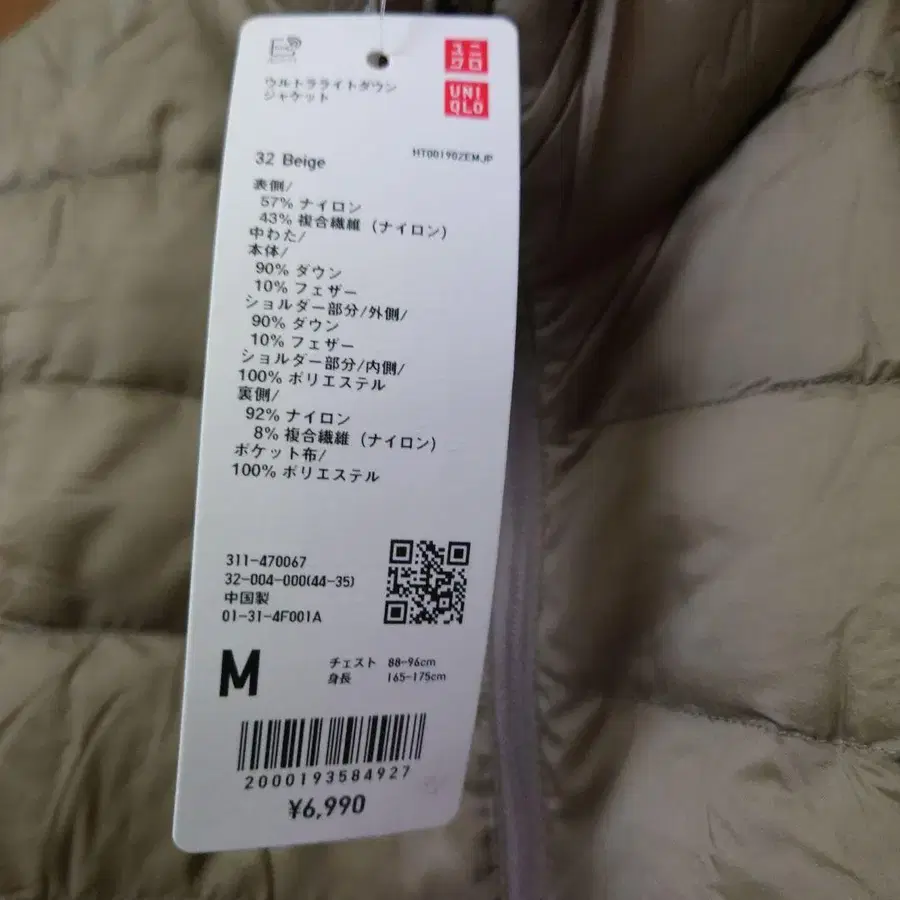 ユニ
クロ
UNI
QLO
ウルトラライトダウン
ジャケット
32 Beige
HT001902EMJP
表側/
57% ナイロン
43% 複合繊維 (ナイロン)
中わた/
本体/
90% ダウン
10% フェザー
ショルダー部分/外側/
90% ダウン
10% フェザー
ショルダー部分/内側/
100% ポリエステル
裏側/
92% ナイロン
8% 複合繊維 (ナイロン)
ポケット布/
100% ポリエステル
311-470067
32-004-000(44-35)
中国製
01-31-4F001A
M
チェスト 88-96cm
身長 165-175cm
2000193584927
¥6,990